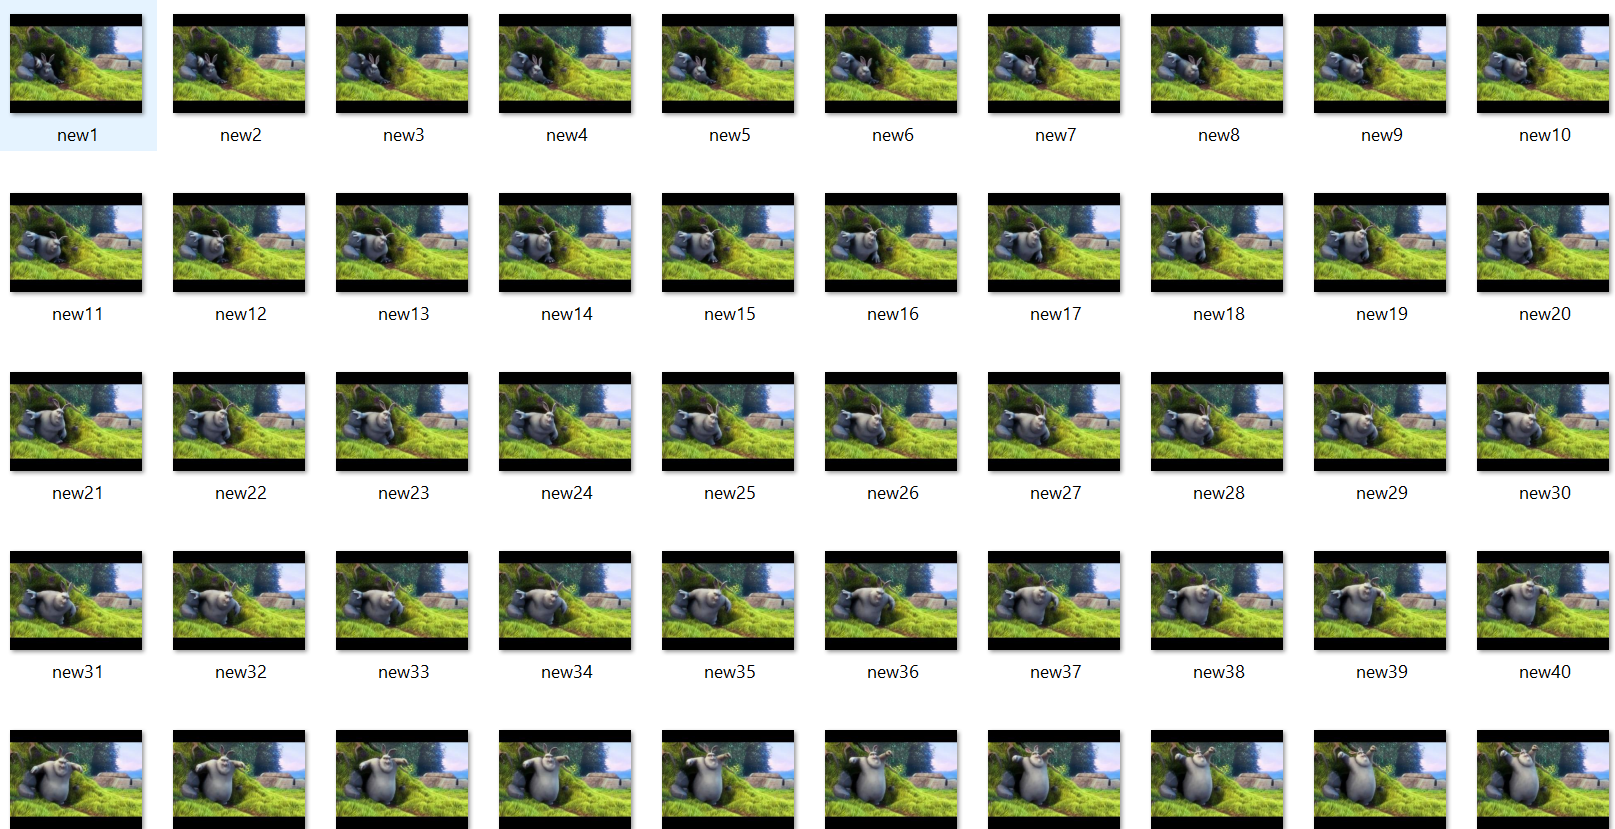 new1 new2 new3 new4 new5 new6 new7 new8 new9 new10
new11 new12 new13 new14 new15 new16 new17 new18 new19 new20
new21 new22 new23 new24 new25 new26 new27 new28 new29 new30
new31 new32 new33 new34 new35 new36 new37 new38 new39 new40